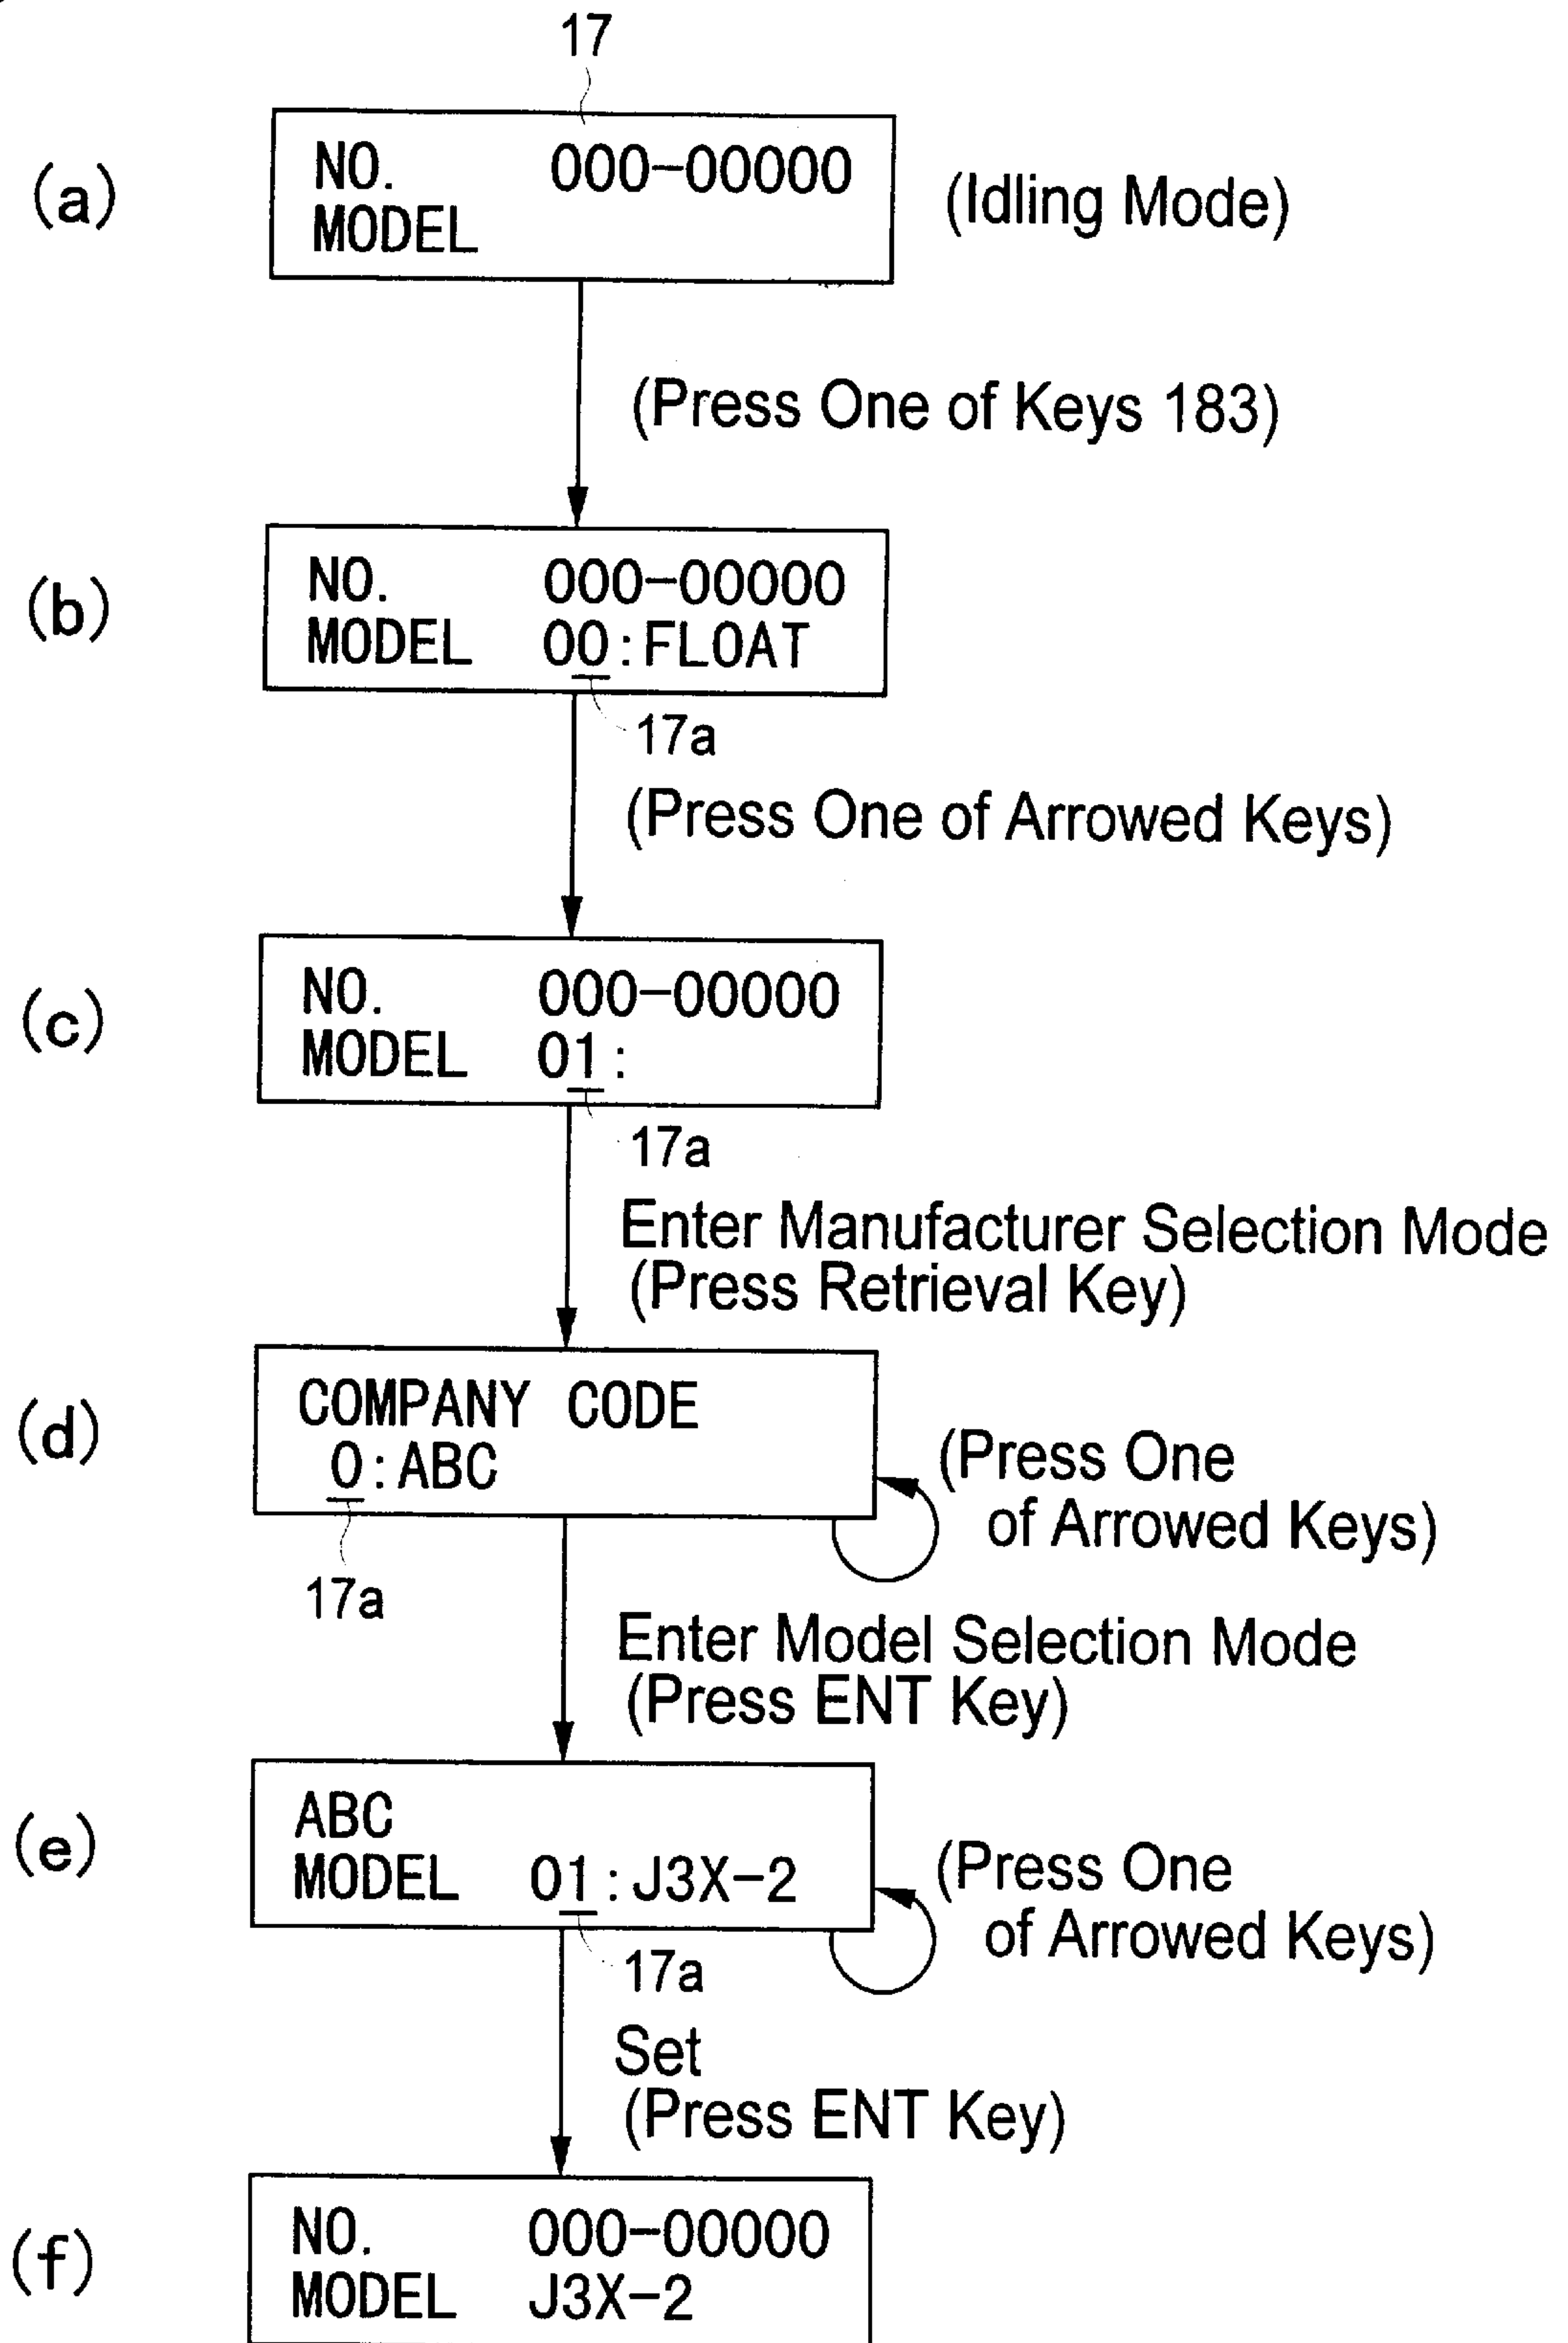 17
(a)
NO. 000-00000
MODEL
(Idling Mode)
(Press One of Keys 183)
(b)
NO. 000-00000
MODEL 00:FLOAT
17a
(Press One of Arrowed Keys)
(c)
NO. 000-00000
MODEL 01:
17a
Enter Manufacturer Selection Mode
(Press Retrieval Key)
(d)
COMPANY CODE
0:ABC
(Press One
of Arrowed Keys)
17a
Enter Model Selection Mode
(Press ENT Key)
(e)
ABC
MODEL 01:J3X-2
(Press One
of Arrowed Keys)
17a
Set
(Press ENT Key)
(f)
NO. 000-00000
MODEL J3X-2